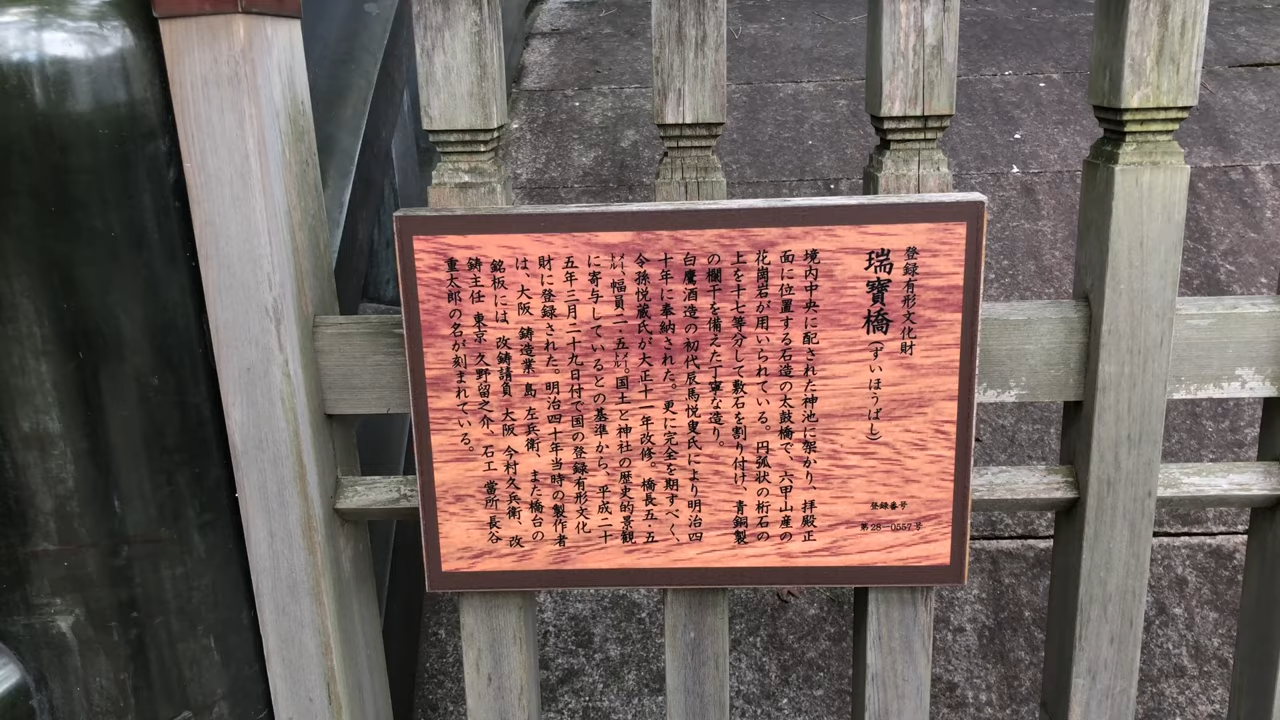 登録有形文化財
瑞寶橋(ずいほうばし)
登録番号
第28-0557号
境内中央に配された神池に架かり、拝殿正
面に位置する石造の太鼓橋で、六甲山産の
花崗岩が用いられている。円弧状の桁石の
上を十七等分して敷石を割り付け、青銅製
の欄干を備えた丁寧な造り。
白鷹酒造の初代辰馬悦叟氏により明治四
十年に奉納された。更に完全を期すべく、
令孫悦蔵氏が大正十一年改修。橋長五・五
㍍、幅員二・五㍍。国土と神社の歴史的景観
に寄与しているとの基準から、平成二十
五年三月二十九日付で国の登録有形文化
財に登録された。明治四十年当時の製作者
は、大阪 鋳造業 島 左兵衛、また橋台の
銘板には、改鋳請負 大阪 今村久兵衛、改
鋳主任 東京 久野留之介、石工 當所 長谷
重太郎の名が刻まれている。